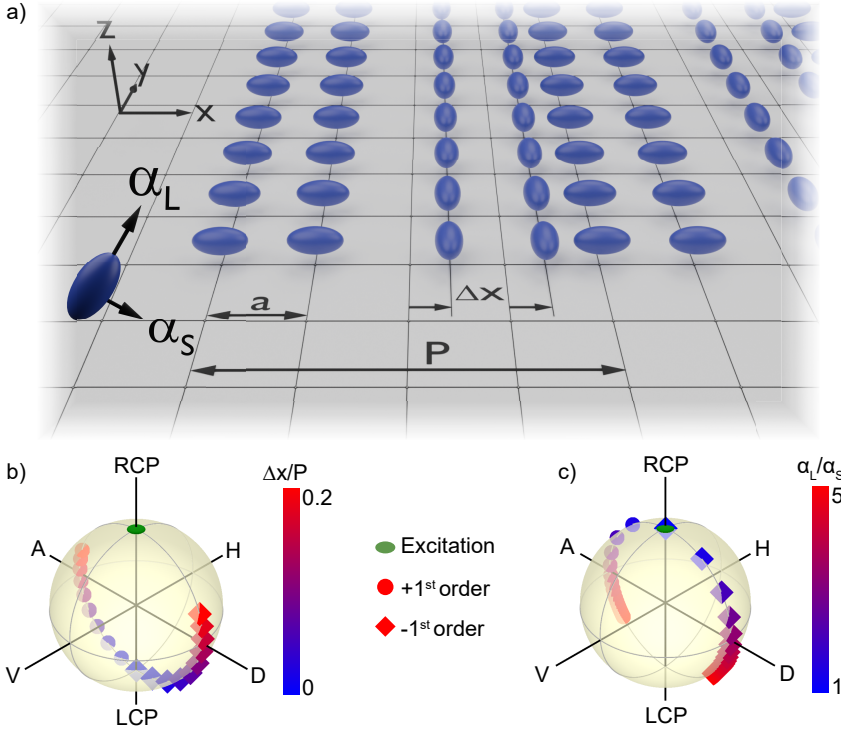 a)
z
y
x
α_L
α_S
a
Δx
P
b)
RCP
Δx/P
0.2
A
H
V
D
LCP
0
Excitation
+1st order
-1st order
c)
RCP
α_L/α_S
5
A
H
V
D
LCP
1